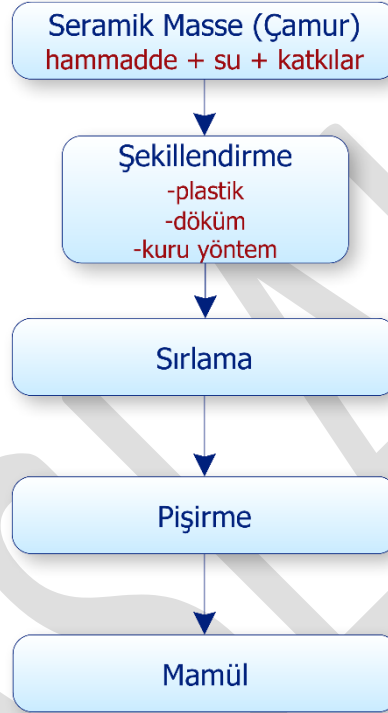 Seramik Masse (Çamur)
hammadde + su + katkılar
Şekillendirme
-plastik
-döküm
-kuru yöntem
Sırlama
Pişirme
Mamül